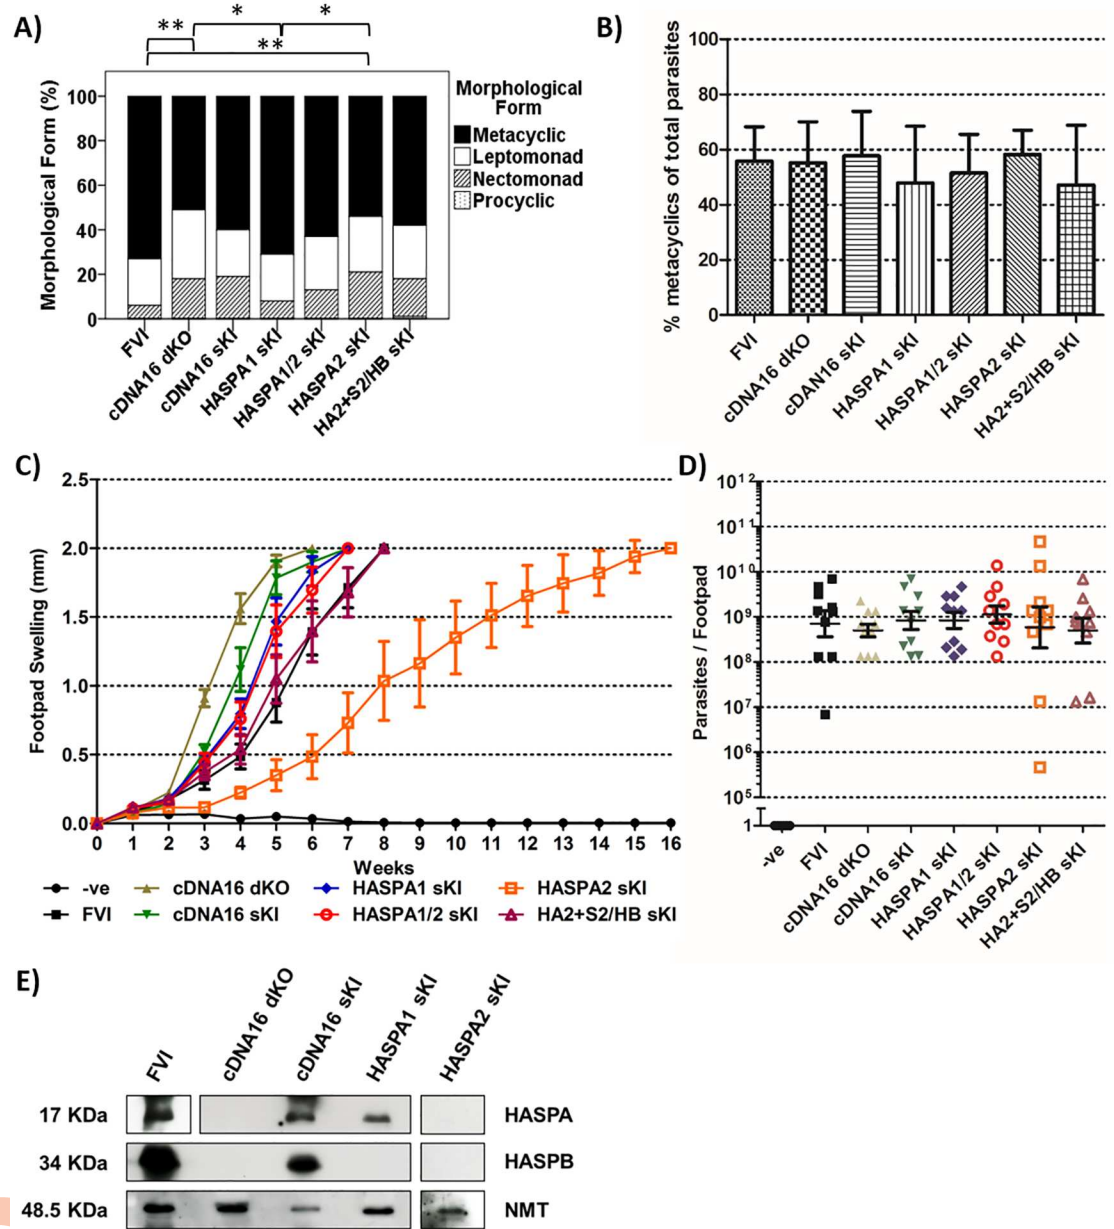 A)
** * *
**
Morphological Form (%)
100
80
60
40
20
0
FVI
cDNA16 dKO
cDNA16 sKI
HASPA1 sKI
HASPA1/2 sKI
HASPA2 sKI
HA2+S2/HB sKI
Morphological
Form
Metacyclic
Leptomonad
Nectomonad
Procyclic
B)
% metacyclics of total parasites
100
80
60
40
20
0
FVI
cDNA16 dKO
cDAN16 sKI
HASPA1 sKI
HASPA1/2 sKI
HASPA2 sKI
HA2+S2/HB sKI
C)
Footpad Swelling (mm)
2.5
2.0
1.5
1.0
0.5
0.0
0 1 2 3 4 5 6 7 8 9 10 11 12 13 14 15 16
Weeks
-ve cDNA16 dKO HASPA1 sKI HASPA2 sKI
FVI cDNA16 sKI HASPA1/2 sKI HA2+S2/HB sKI
D)
Parasites / Footpad
10¹²
10¹¹
10¹⁰
10⁹
10⁸
10⁷
10⁶
10⁵
1
-ve
FVI
cDNA16 dKO
cDNA16 sKI
HASPA1 sKI
HASPA1/2 sKI
HASPA2 sKI
HA2+S2/HB sKI
E)
FVI
cDNA16 dKO
cDNA16 sKI
HASPA1 sKI
HASPA2 sKI
17 KDa HASPA
34 KDa HASPB
48.5 KDa NMT